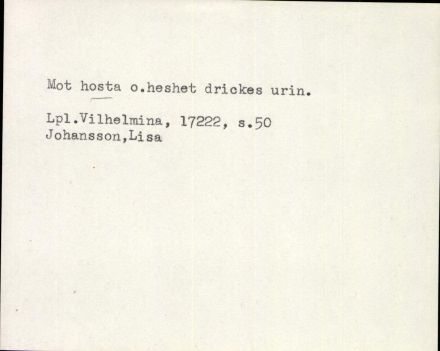 Mot hosta o.heshet drickes urin.
Lpl.Vilhelmina, 17222, s.50
Johansson,Lisa